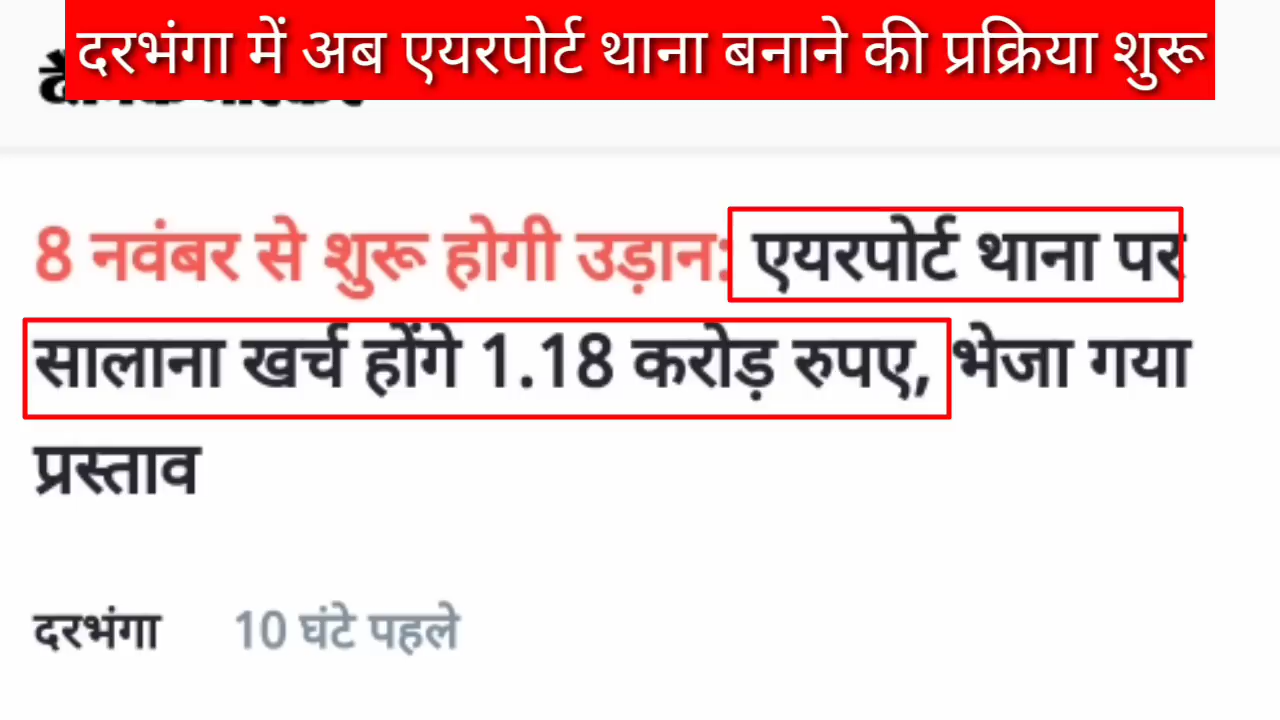 दरभंगा में अब एयरपोर्ट थाना बनाने की प्रक्रिया शुरू
8 नवंबर से शुरू होगी उड़ान: एयरपोर्ट थाना पर
सालाना खर्च होंगे 1.18 करोड़ रुपए, भेजा गया
प्रस्ताव
दरभंगा 10 घंटे पहले